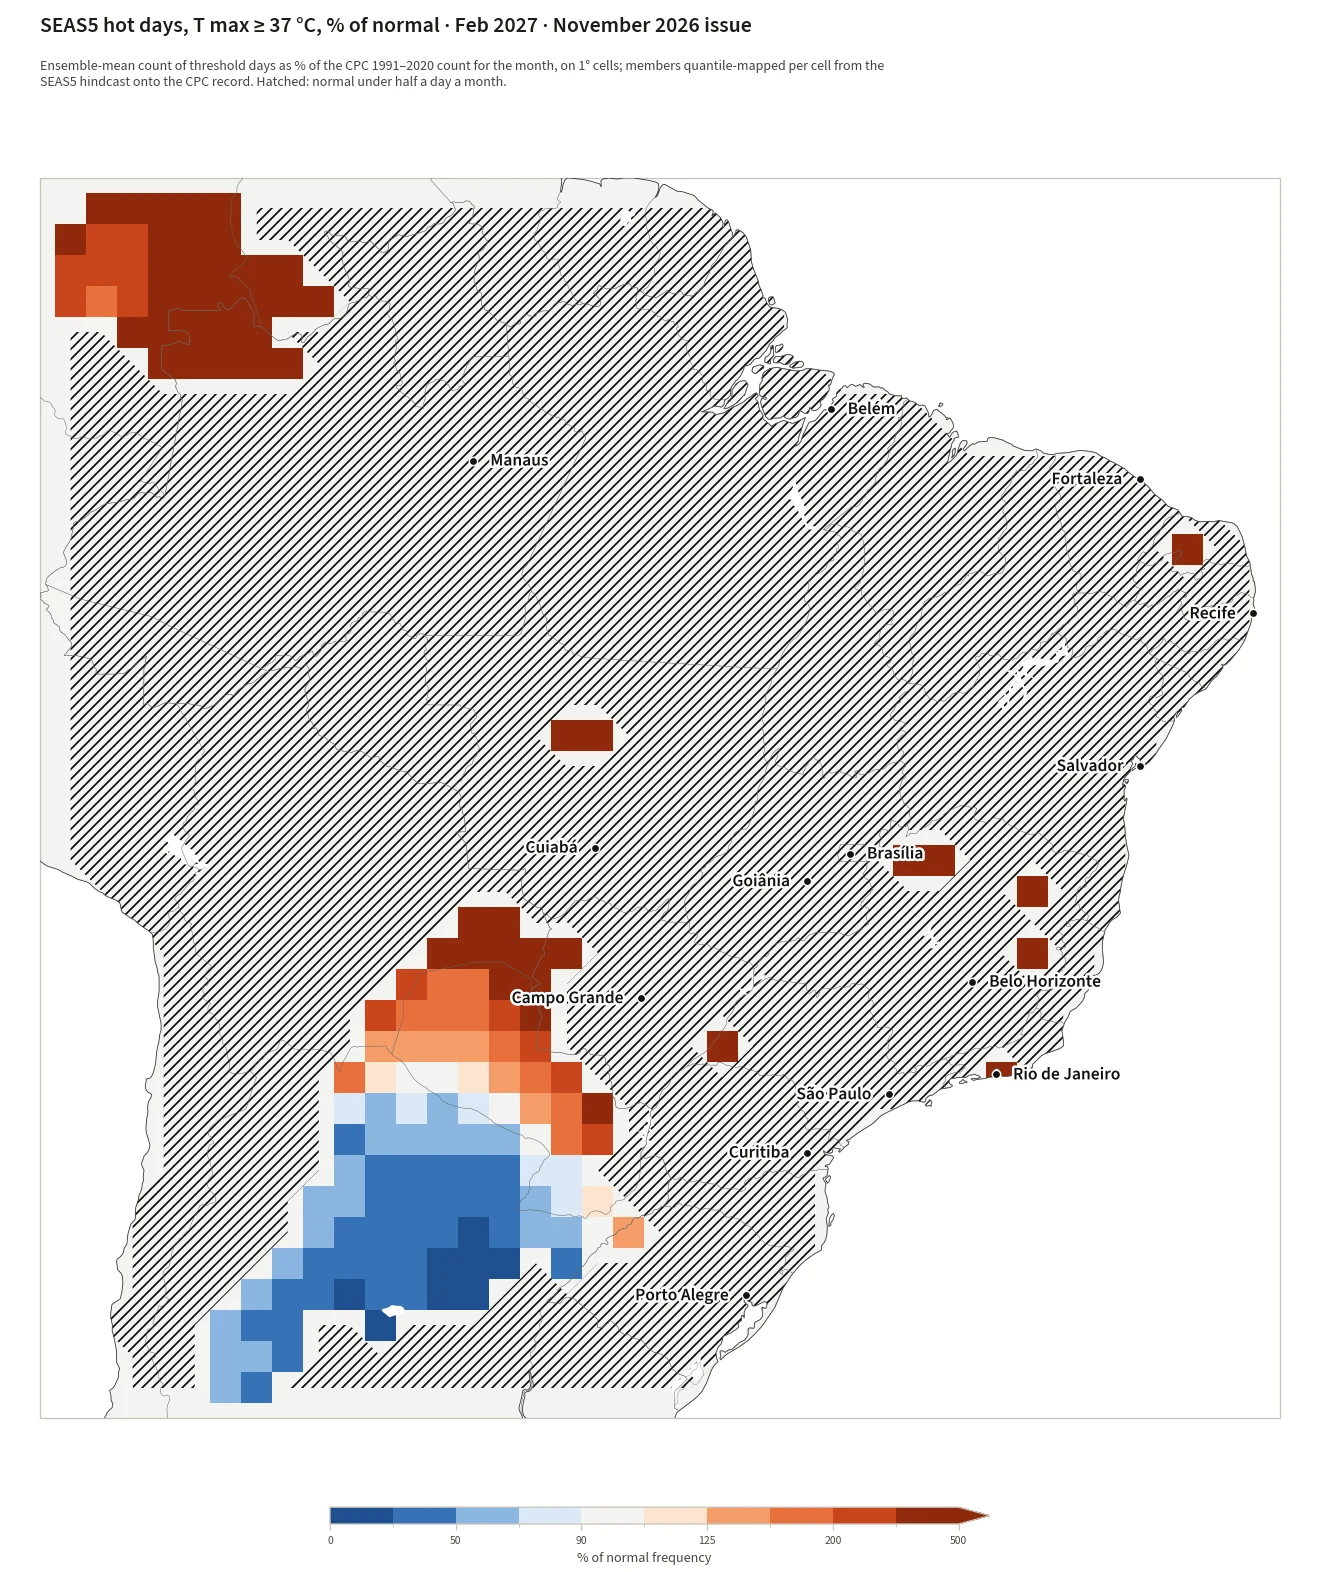 SEAS5 hot days, T max ≥ 37 °C, % of normal · Feb 2027 · November 2026 issue
Ensemble-mean count of threshold days as % of the CPC 1991–2020 count for the month, on 1° cells; members quantile-mapped per cell from the
SEAS5 hindcast onto the CPC record. Hatched: normal under half a day a month.
Belém
Manaus
Fortaleza
Recife
Salvador
Cuiabá
Brasília
Goiânia
Belo Horizonte
Campo Grande
Rio de Janeiro
São Paulo
Curitiba
Porto Alegre
0 50 90 125 200 500
% of normal frequency